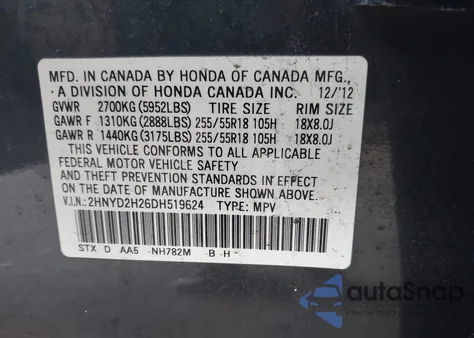 MFD. IN CANADA BY HONDA OF CANADA MFG.,
A DIVISION OF HONDA CANADA INC. 12/'12
GVWR 2700KG (5952LBS) TIRE SIZE RIM SIZE
GAWR F 1310KG (2888LBS) 255/55R18 105H 18X8.0J
GAWR R 1440KG (3175LBS) 255/55R18 105H 18X8.0J
THIS VEHICLE CONFORMS TO ALL APPLICABLE
FEDERAL MOTOR VEHICLE SAFETY
AND THEFT PREVENTION STANDARDS IN EFFECT
ON THE DATE OF MANUFACTURE SHOWN ABOVE.
V.I.N.: 2HNYD2H26DH519624 TYPE: MPV
STX D AA5 -NH782M -B -H
autoSnap
buying, winning, driving